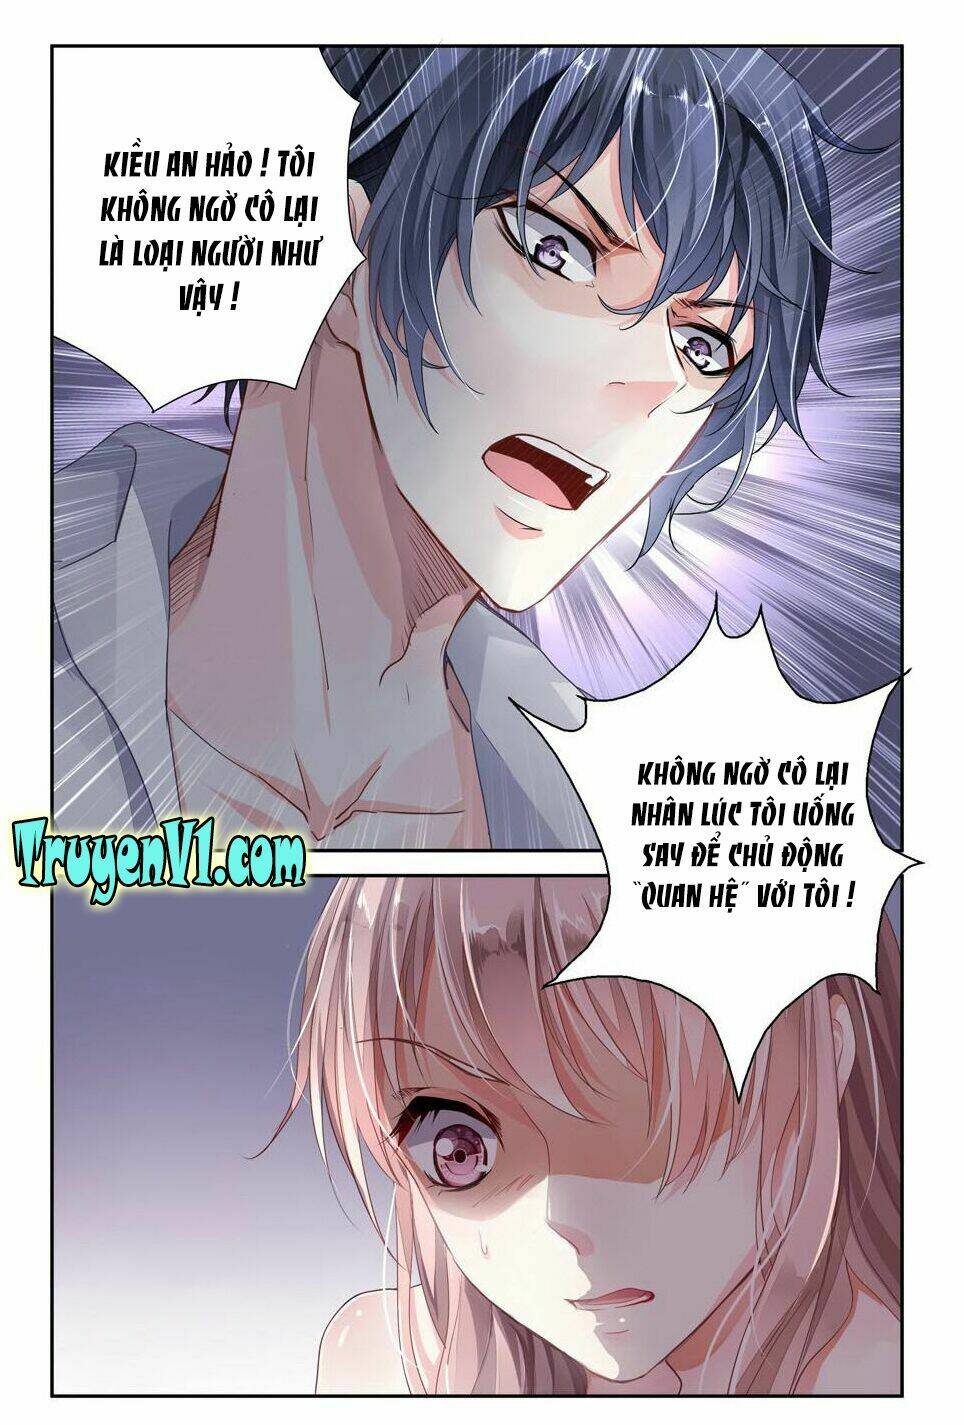 KIỀU AN HẢO ! TÔI
KHÔNG NGỜ CÔ LẠI
LÀ LOẠI NGƯỜI NHƯ
VẬY !
KHÔNG NGỜ CÔ LẠI
NHÂN LÚC TÔI UỐNG
SAY ĐỂ CHỦ ĐỘNG
"QUAN HỆ" VỚI TÔI !
TruyenV1.com